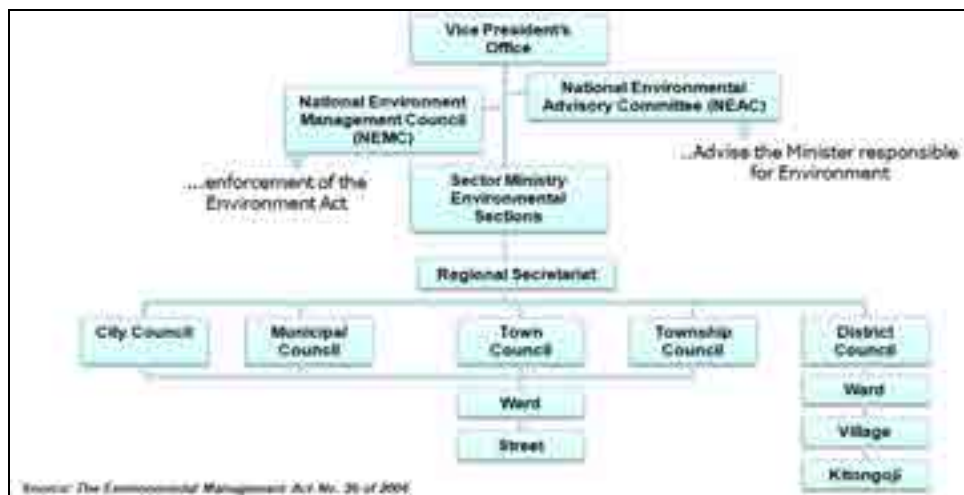 Vice President's
Office
National Environmental
Advisory Committee (NEAC)
National Environment
Management Council
(NEMC)
...Advise the Minister responsible
for Environment
....enforcement of the
Environment Act
Sector Ministry
Environmental
Sections
Regional Secretariat
City Council
Municipal
Council
Town
Council
Township
Council
District
Council
Ward
Street
Ward
Village
Kitongoji
Source: The Environmental Management Act No. 20 of 2004